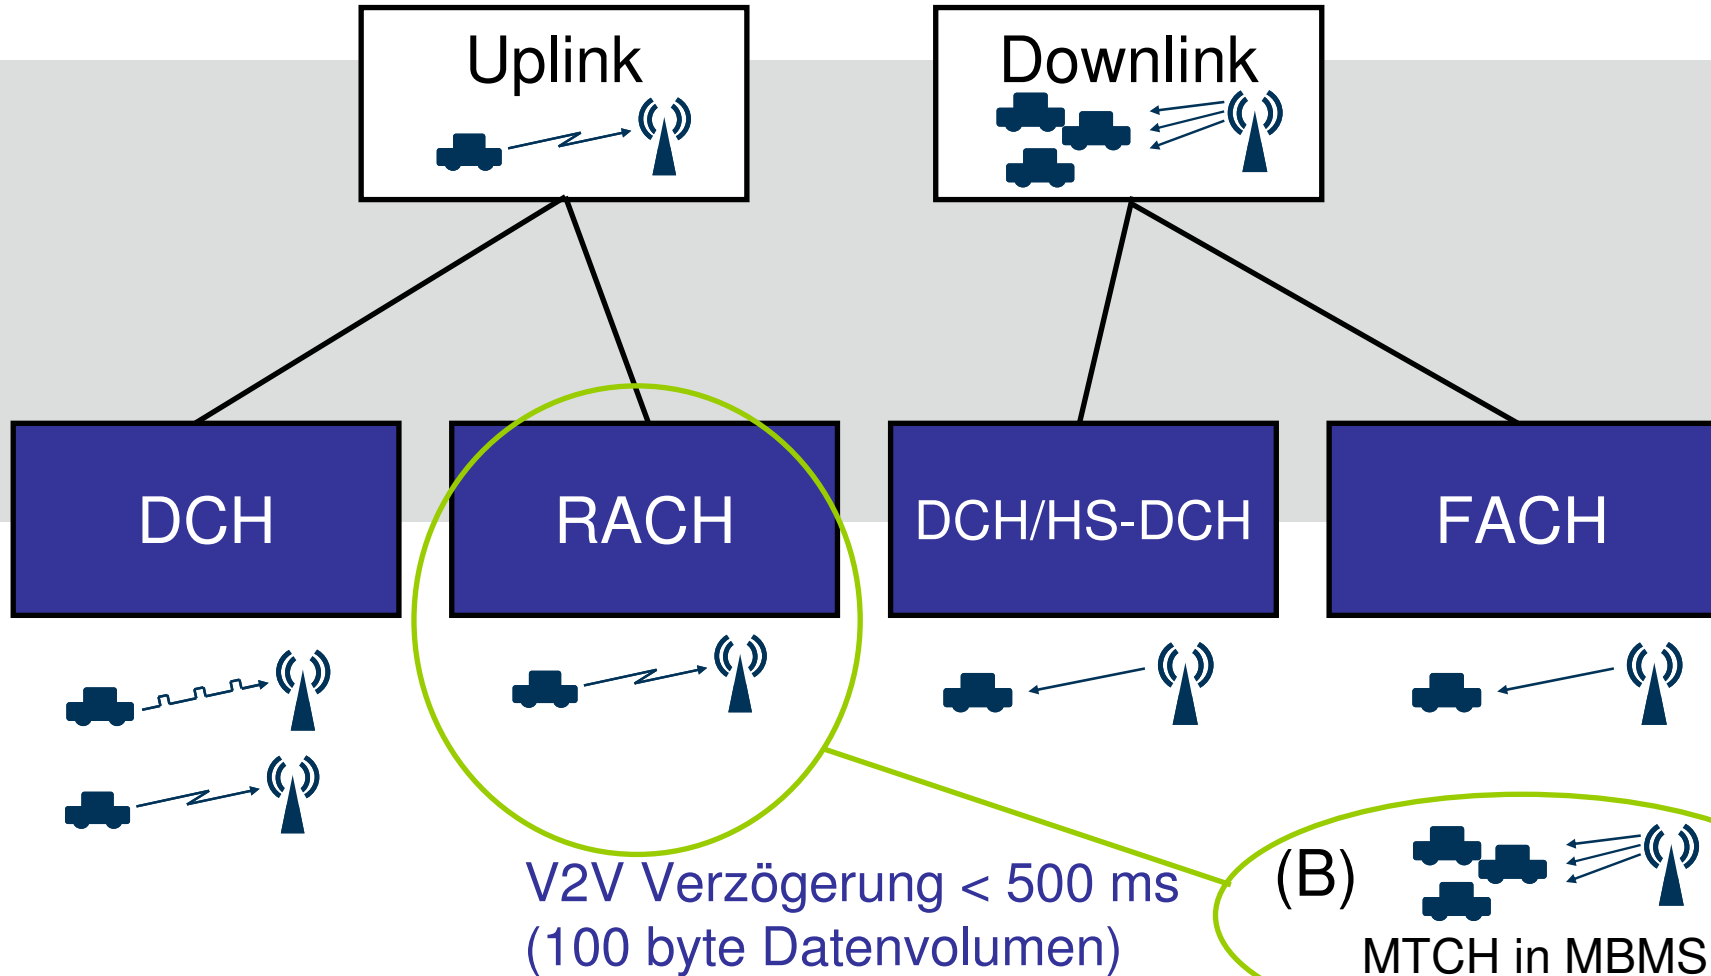 Uplink
Downlink
DCH
RACH
DCH/HS-DCH
FACH
V2V Verzögerung < 500 ms
(100 byte Datenvolumen)
(B)
MTCH in MBMS